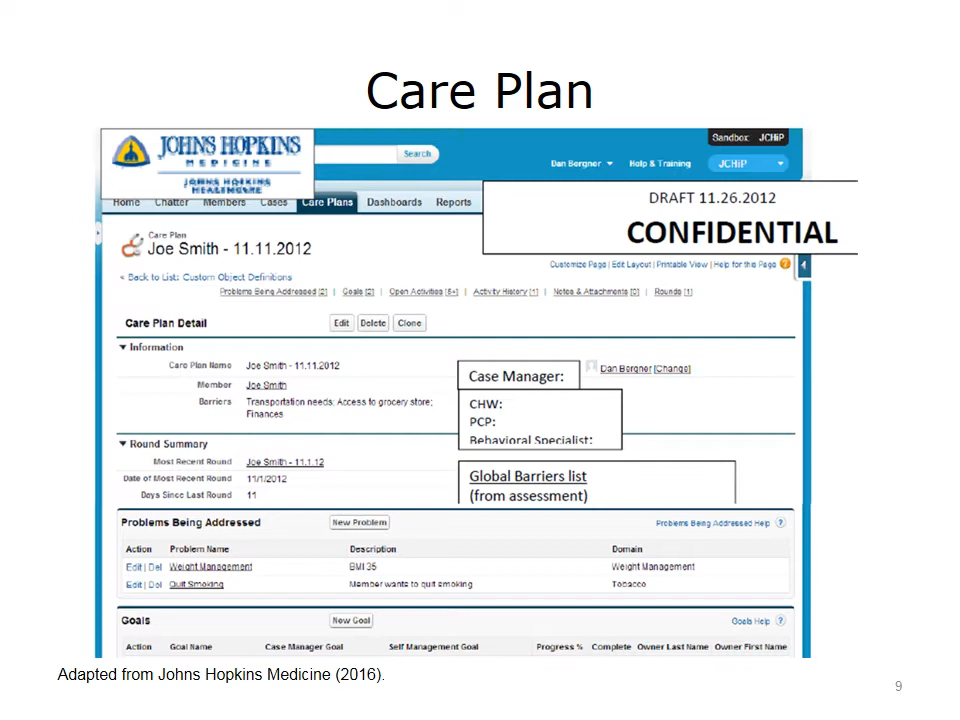 Care Plan
JOHNS HOPKINS
MEDICINE
JOHNS HOPKINS
HEALTHCARE
Search
Sandbox JCHiP
Dan Bergner Help & Training JCHiP
Home Chatter Members Cases Care Plans Dashboards Reports
DRAFT 11.26.2012
CONFIDENTIAL
Care Plan
Joe Smith - 11.11.2012
Customize Page | Edit Layout | Printable View | Help for this Page
« Back to List: Custom Object Definitions
Problems Being Addressed [2] | Goals [2] | Open Activities [5+] | Activity History [1] | Notes & Attachments [0] | Rounds [1]
Care Plan Detail Edit Delete Clone
Information
Care Plan Name Joe Smith - 11.11.2012 Case Manager: Dan Bergner [Change]
Member Joe Smith
Barriers Transportation needs; Access to grocery store;
Finances
CHW:
PCP:
Behavioral Specialist:
Round Summary
Most Recent Round Joe Smith - 11.1.12
Date of Most Recent Round 11/1/2012
Days Since Last Round 11
Global Barriers list
(from assessment)
Problems Being Addressed New Problem Problems Being Addressed Help ?
Action Problem Name Description Domain
Edit | Del Weight Management BMI 35 Weight Management
Edit | Del Quit Smoking Member wants to quit smoking Tobacco
Goals New Goal Goals Help ?
Action Goal Name Case Manager Goal Self Management Goal Progress % Complete Owner Last Name Owner First Name
Adapted from Johns Hopkins Medicine (2016).
9